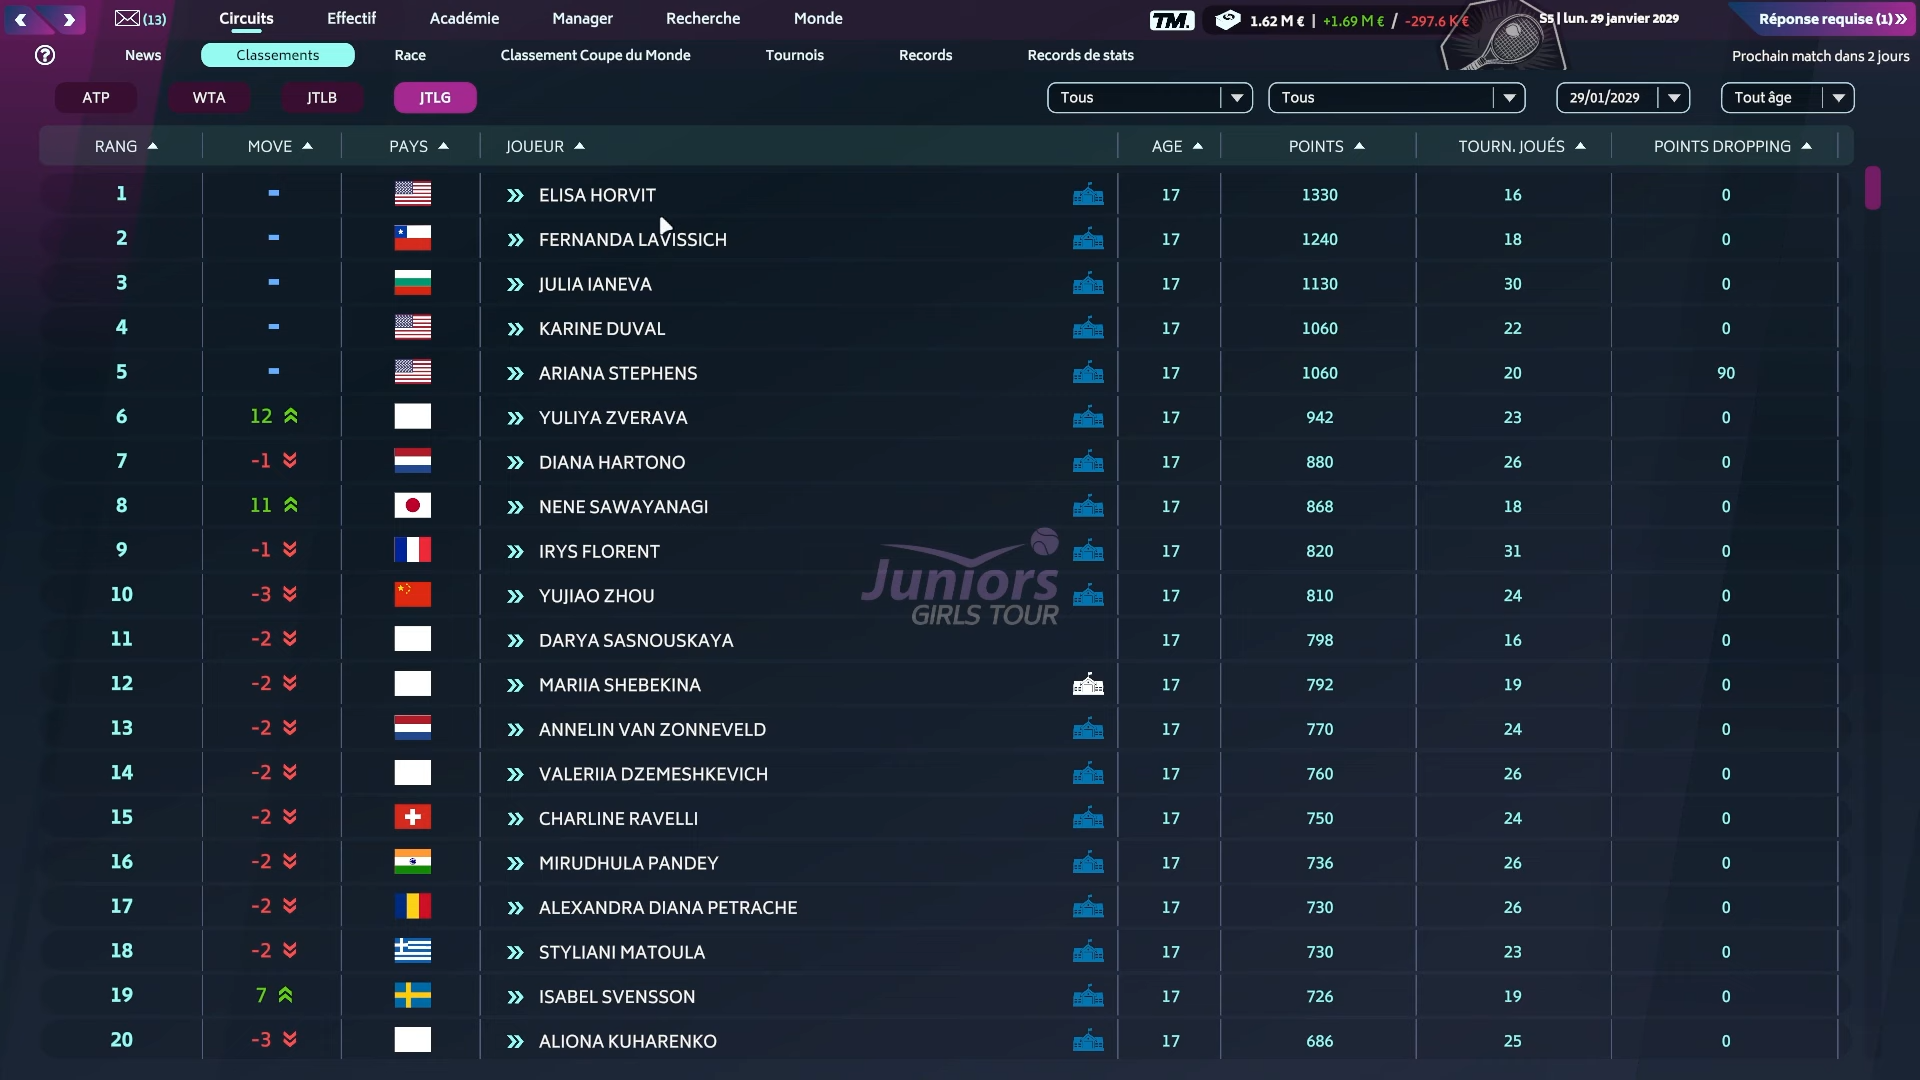 (13) Circuits Effectif Académie Manager Recherche Monde TM. 1.62 M € | +1.69 M € / -297.6 K € S5 | lun. 29 janvier 2029 Réponse requise (1)
News Classements Race Classement Coupe du Monde Tournois Records Records de stats Prochain match dans 2 jours
ATP WTA JTLB JTLG Tous Tous 29/01/2029 Tout âge
RANG MOVE PAYS JOUEUR AGE POINTS TOURN. JOUÉS POINTS DROPPING
1 - ELISA HORVIT 17 1330 16 0
2 - FERNANDA LAVISSICH 17 1240 18 0
3 - JULIA IANEVA 17 1130 30 0
4 - KARINE DUVAL 17 1060 22 0
5 - ARIANA STEPHENS 17 1060 20 90
6 12 YULIYA ZVERAVA 17 942 23 0
7 -1 DIANA HARTONO 17 880 26 0
8 11 NENE SAWAYANAGI 17 868 18 0
9 -1 IRYS FLORENT 17 820 31 0
10 -3 YUJIAO ZHOU 17 810 24 0
11 -2 DARYA SASNOUSKAYA 17 798 16 0
12 -2 MARIIA SHEBEKINA 17 792 19 0
13 -2 ANNELIN VAN ZONNEVELD 17 770 24 0
14 -2 VALERIIA DZEMESHKEVICH 17 760 26 0
15 -2 CHARLINE RAVELLI 17 750 24 0
16 -2 MIRUDHULA PANDEY 17 736 26 0
17 -2 ALEXANDRA DIANA PETRACHE 17 730 26 0
18 -2 STYLIANI MATOULA 17 730 23 0
19 7 ISABEL SVENSSON 17 726 19 0
20 -3 ALIONA KUHARENKO 17 686 25 0
Juniors
GIRLS TOUR